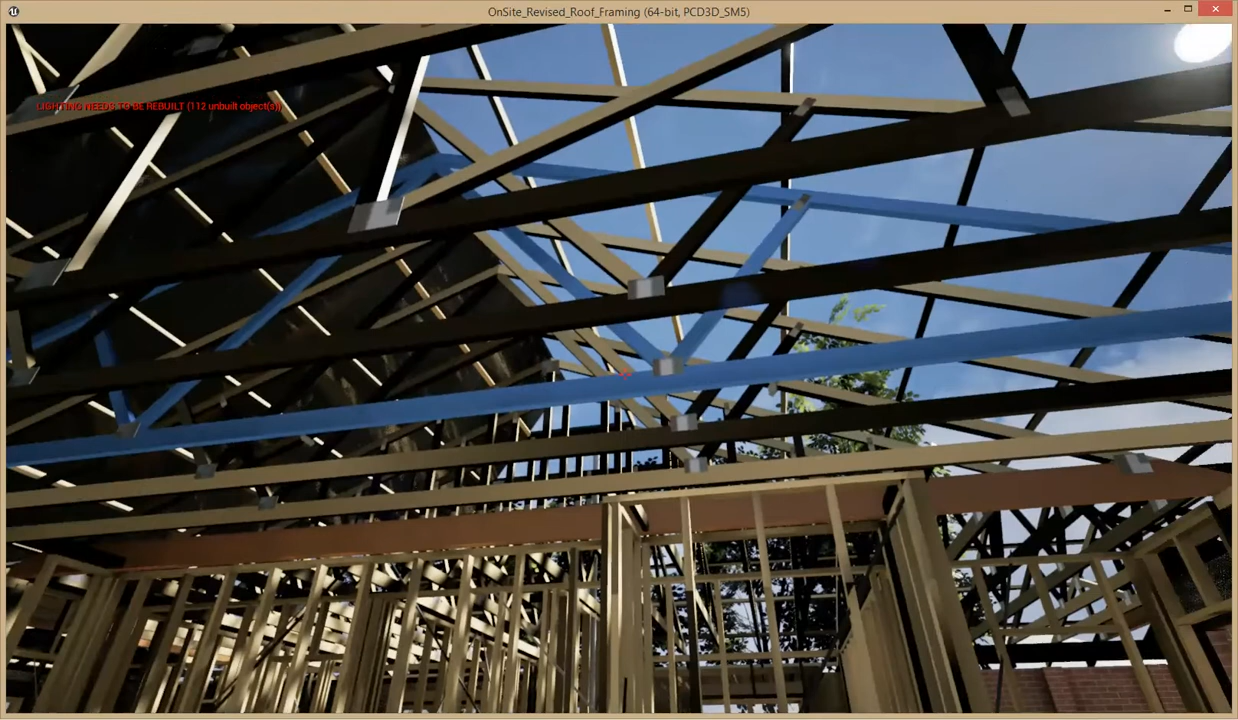 OnSite_Revised_Roof_Framing (64-bit, PCD3D_SM5)
LIGHTING NEEDS TO BE REBUILT (112 unbuilt object(s))